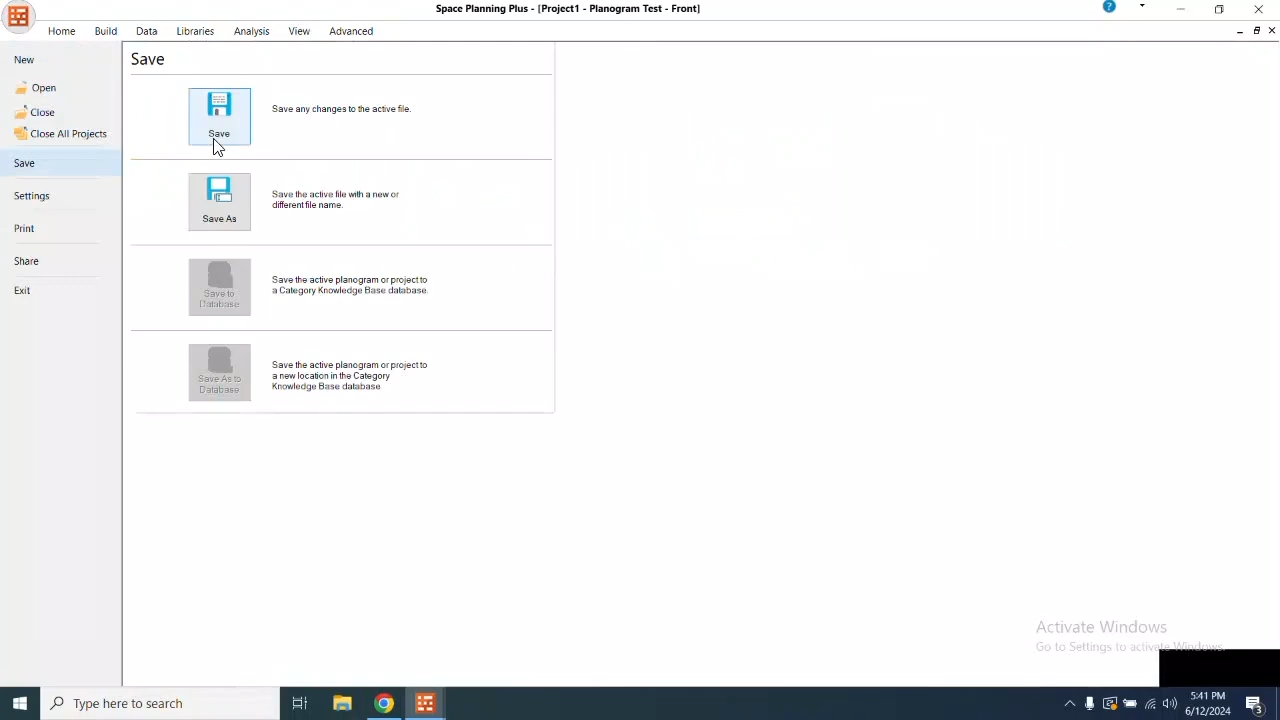 Space Planning Plus - [Project1 - Planogram Test - Front]
?
Home Build Data Libraries Analysis View Advanced
New
Open
Close
Close All Projects
Save
Settings
Print
Share
Exit
Save
Save
Save any changes to the active file.
Save As
Save the active file with a new or
different file name.
Save to
Database
Save the active planogram or project to
a Category Knowledge Base database.
Save As to
Database
Save the active planogram or project to
a new location in the Category
Knowledge Base database
Activate Windows
Go to Settings to activate Windows.
Type here to search
5:41 PM
6/12/2024
3